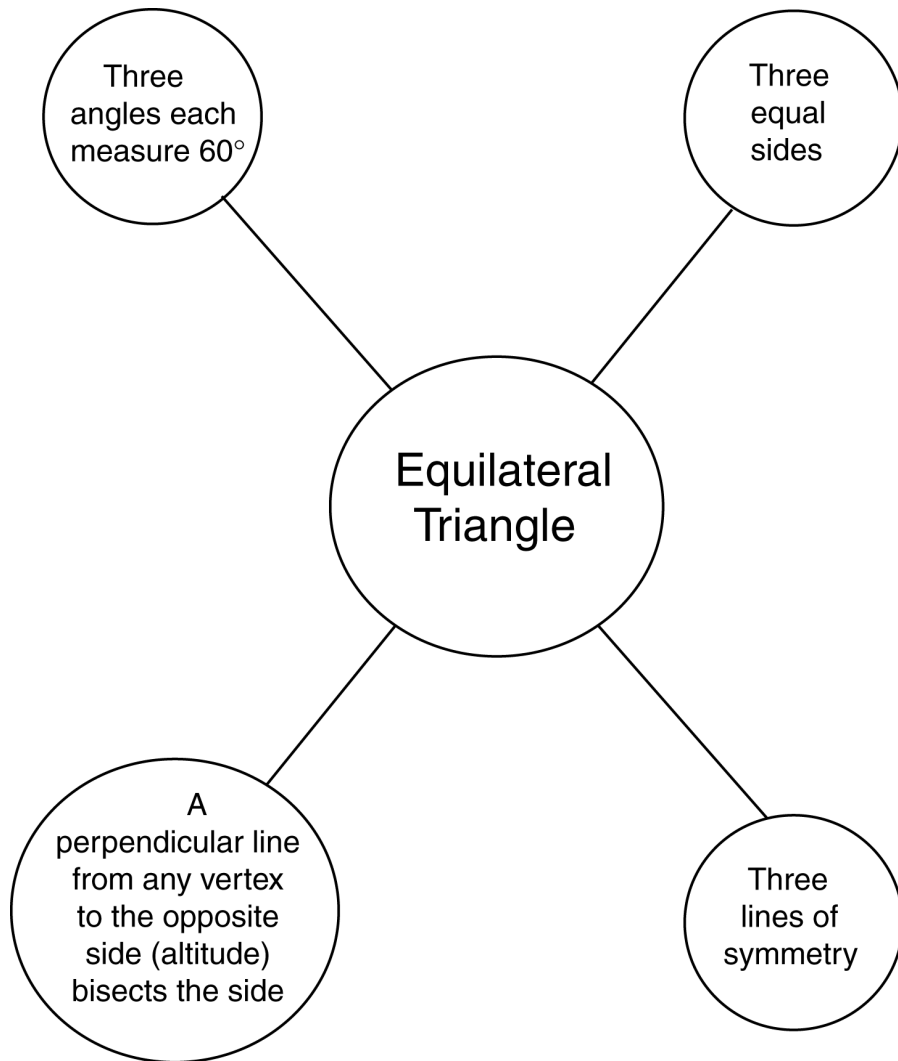 Three
angles each
measure 60°
Three
equal
sides
Equilateral
Triangle
A
perpendicular line
from any vertex
to the opposite
side (altitude)
bisects the side
Three
lines of
symmetry